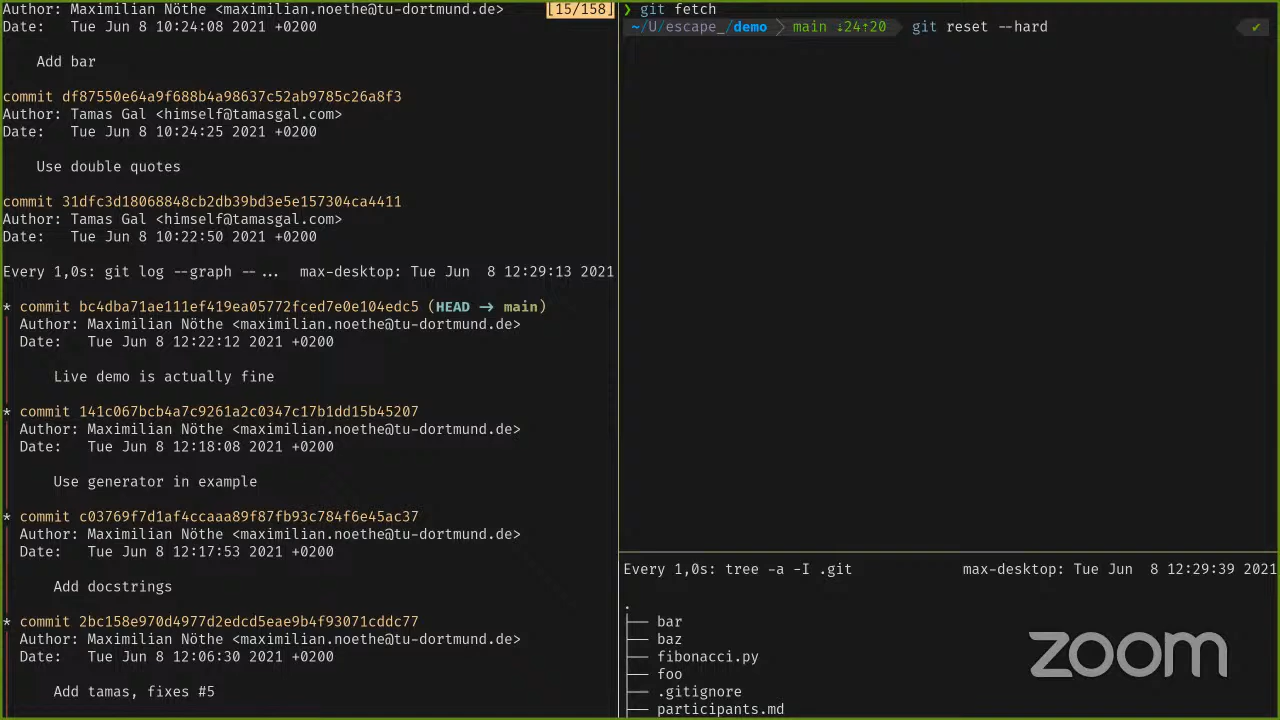 Author: Maximilian Nöthe <maximilian.noethe@tu-dortmund.de> [15/158]
Date:   Tue Jun 8 10:24:08 2021 +0200
Add bar
commit df87550e64a9f688b4a98637c52ab9785c26a8f3
Author: Tamas Gal <himself@tamasgal.com>
Date:   Tue Jun 8 10:24:25 2021 +0200
Use double quotes
commit 31dfc3d18068848cb2db39bd3e5e157304ca4411
Author: Tamas Gal <himself@tamasgal.com>
Date:   Tue Jun 8 10:22:50 2021 +0200
Every 1,0s: git log --graph --...  max-desktop: Tue Jun  8 12:29:13 2021
* commit bc4dba71ae111ef419ea05772fced7e0e104edc5 (HEAD → main)
Author: Maximilian Nöthe <maximilian.noethe@tu-dortmund.de>
Date:   Tue Jun 8 12:22:12 2021 +0200
Live demo is actually fine
* commit 141c067bcb4a7c9261a2c0347c17b1dd15b45207
Author: Maximilian Nöthe <maximilian.noethe@tu-dortmund.de>
Date:   Tue Jun 8 12:18:08 2021 +0200
Use generator in example
* commit c03769f7d1af4ccaaa89f87fb93c784f6e45ac37
Author: Maximilian Nöthe <maximilian.noethe@tu-dortmund.de>
Date:   Tue Jun 8 12:17:53 2021 +0200
Add docstrings
* commit 2bc158e970d4977d2edcd5eae9b4f93071cddc77
Author: Maximilian Nöthe <maximilian.noethe@tu-dortmund.de>
Date:   Tue Jun 8 12:06:30 2021 +0200
Add tamas, fixes #5
❯ git fetch
~/U/escape_/demo  main ⇣24⇡20  git reset --hard ✔
Every 1,0s: tree -a -I .git  max-desktop: Tue Jun  8 12:29:39 2021
.
├── bar
├── baz
├── fibonacci.py
├── foo
├── .gitignore
├── participants.md
zoom